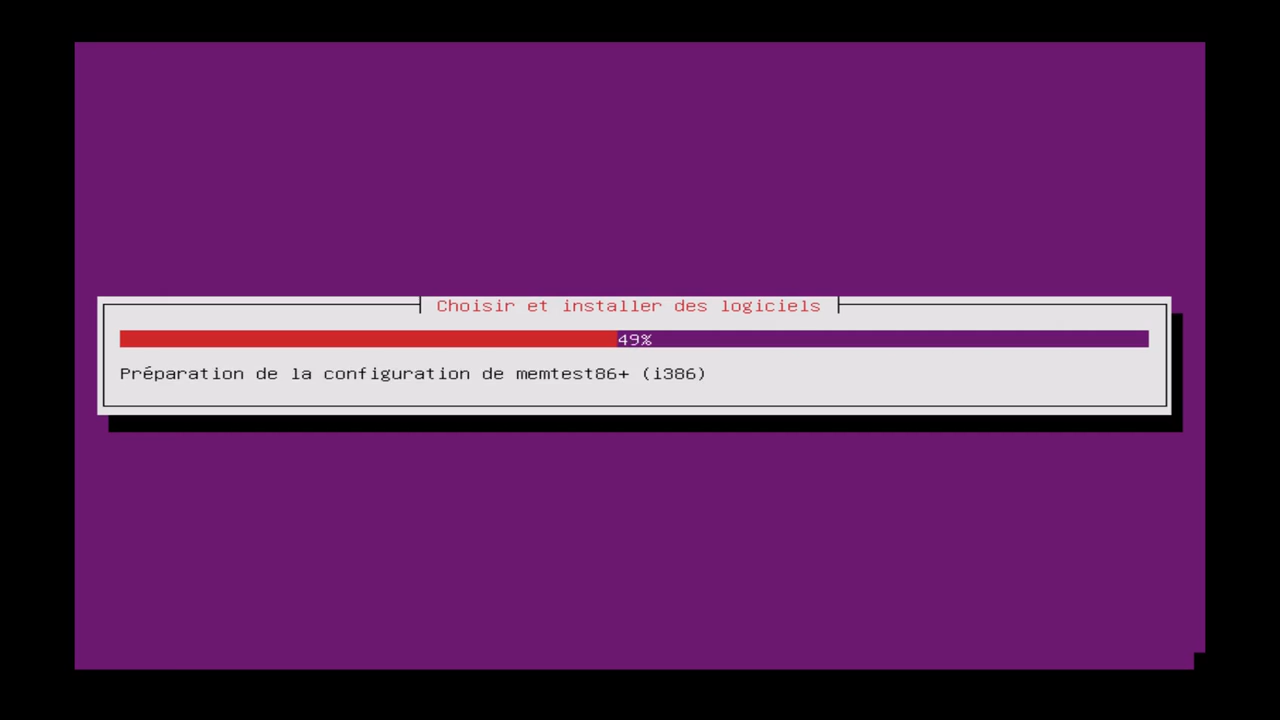 Choisir et installer des logiciels
49%
Préparation de la configuration de memtest86+ (i386)